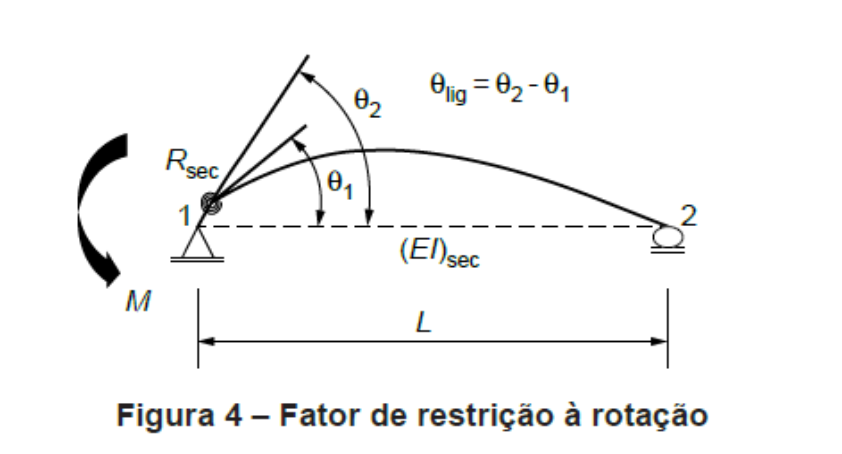 θ2
θlig = θ2 - θ1
Rsec
θ1
1
2
(EI)sec
M
L
Figura 4 – Fator de restrição à rotação